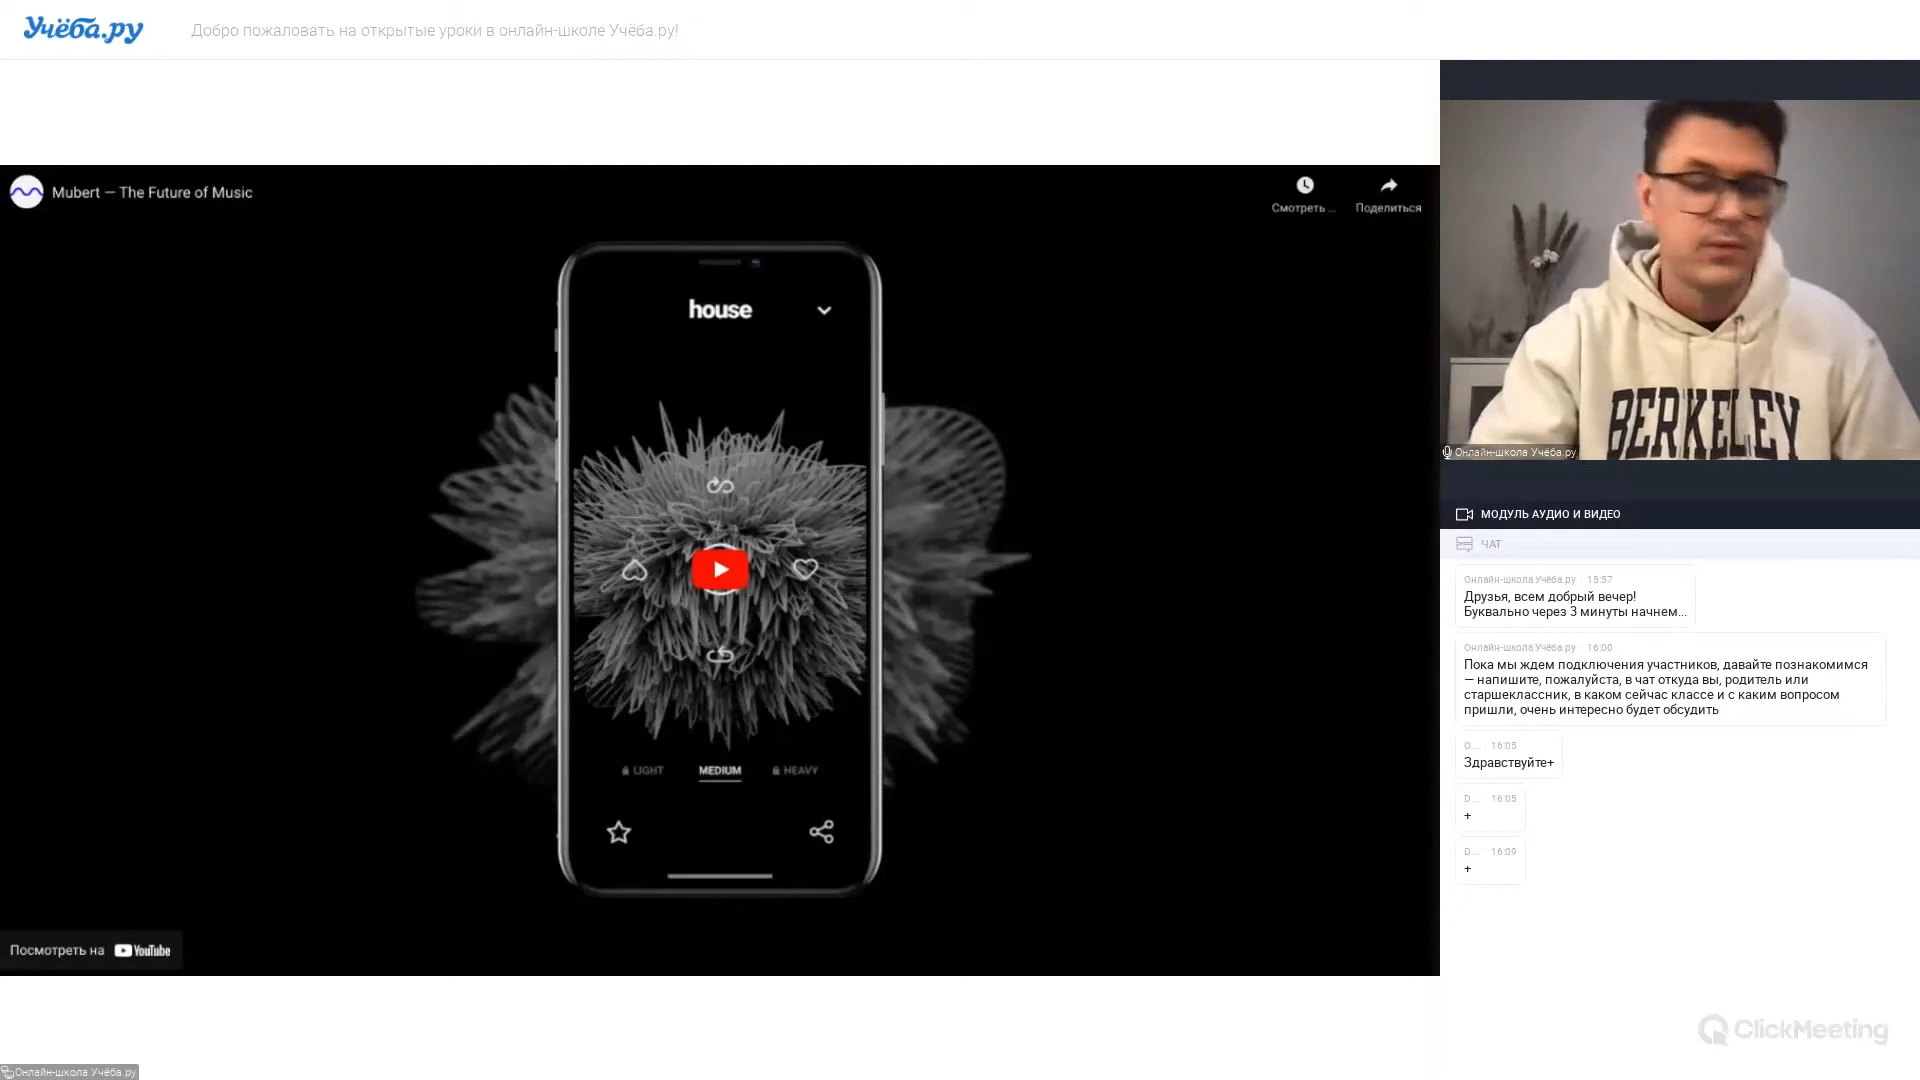 Учёба.ру
Добро пожаловать на открытые уроки в онлайн-школе Учёба.ру!
Mubert — The Future of Music
Смотреть ...
Поделиться
house
LIGHT
MEDIUM
HEAVY
Посмотреть на YouTube
Онлайн-школа Учёба.ру
BERKELEY
Онлайн-школа Учёба.ру
МОДУЛЬ АУДИО И ВИДЕО
ЧАТ
Онлайн-школа Учёба.ру · 15:57
Друзья, всем добрый вечер!
Буквально через 3 минуты начнем...
Онлайн-школа Учёба.ру · 16:00
Пока мы ждем подключения участников, давайте познакомимся
— напишите, пожалуйста, в чат откуда вы, родитель или
старшеклассник, в каком сейчас классе и с каким вопросом
пришли, очень интересно будет обсудить
О... · 16:05
Здравствуйте+
D... · 16:05
+
D... · 16:09
+
ClickMeeting